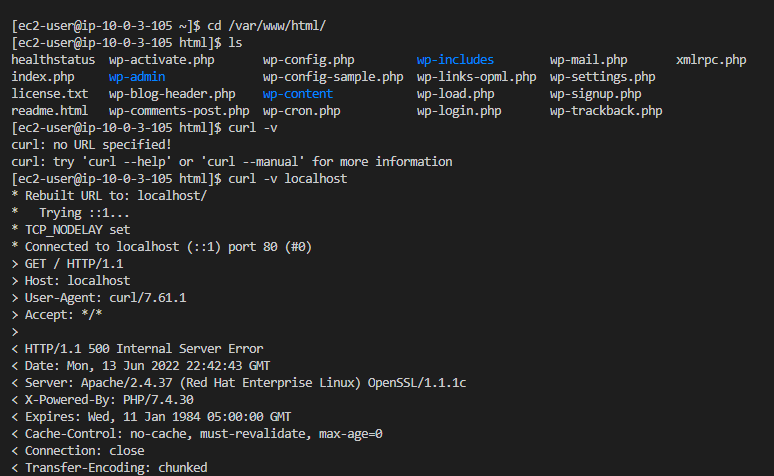 [ec2-user@ip-10-0-3-105 ~]$ cd /var/www/html/
[ec2-user@ip-10-0-3-105 html]$ ls
healthstatus  wp-activate.php       wp-config.php         wp-includes        wp-mail.php       xmlrpc.php
index.php     wp-admin              wp-config-sample.php  wp-links-opml.php  wp-settings.php
license.txt   wp-blog-header.php    wp-content            wp-load.php        wp-signup.php
readme.html   wp-comments-post.php  wp-cron.php           wp-login.php       wp-trackback.php
[ec2-user@ip-10-0-3-105 html]$ curl -v
curl: no URL specified!
curl: try 'curl --help' or 'curl --manual' for more information
[ec2-user@ip-10-0-3-105 html]$ curl -v localhost
* Rebuilt URL to: localhost/
*   Trying ::1...
* TCP_NODELAY set
* Connected to localhost (::1) port 80 (#0)
> GET / HTTP/1.1
> Host: localhost
> User-Agent: curl/7.61.1
> Accept: */*
>
< HTTP/1.1 500 Internal Server Error
< Date: Mon, 13 Jun 2022 22:42:43 GMT
< Server: Apache/2.4.37 (Red Hat Enterprise Linux) OpenSSL/1.1.1c
< X-Powered-By: PHP/7.4.30
< Expires: Wed, 11 Jan 1984 05:00:00 GMT
< Cache-Control: no-cache, must-revalidate, max-age=0
< Connection: close
< Transfer-Encoding: chunked